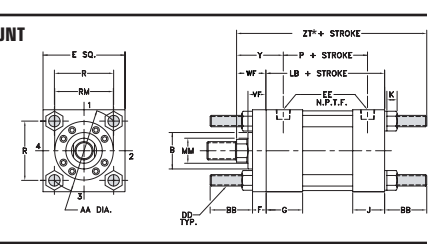 UNT
E SQ.
R
RM
1
R
4
2
3
AA DIA.
ZT*+ STROKE
Y
P + STROKE
WF
LB + STROKE
VF
EE
N.P.T.F.
K
B
MM
BB
F
G
J
BB
DD
TYP.